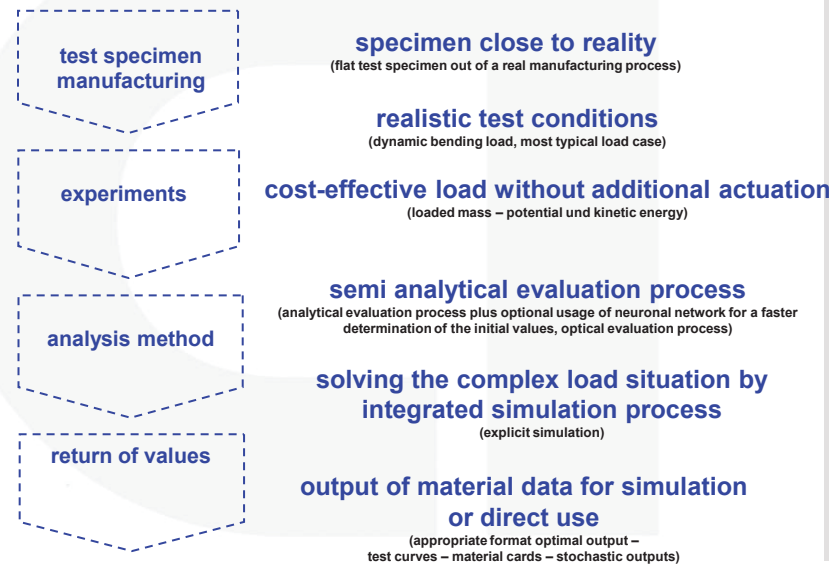 test specimen
manufacturing
specimen close to reality
(flat test specimen out of a real manufacturing process)
realistic test conditions
(dynamic bending load, most typical load case)
experiments
cost-effective load without additional actuation
(loaded mass – potential und kinetic energy)
semi analytical evaluation process
(analytical evaluation process plus optional usage of neuronal network for a faster
determination of the initial values, optical evaluation process)
analysis method
solving the complex load situation by
integrated simulation process
(explicit simulation)
return of values
output of material data for simulation
or direct use
(appropriate format optimal output –
test curves – material cards – stochastic outputs)